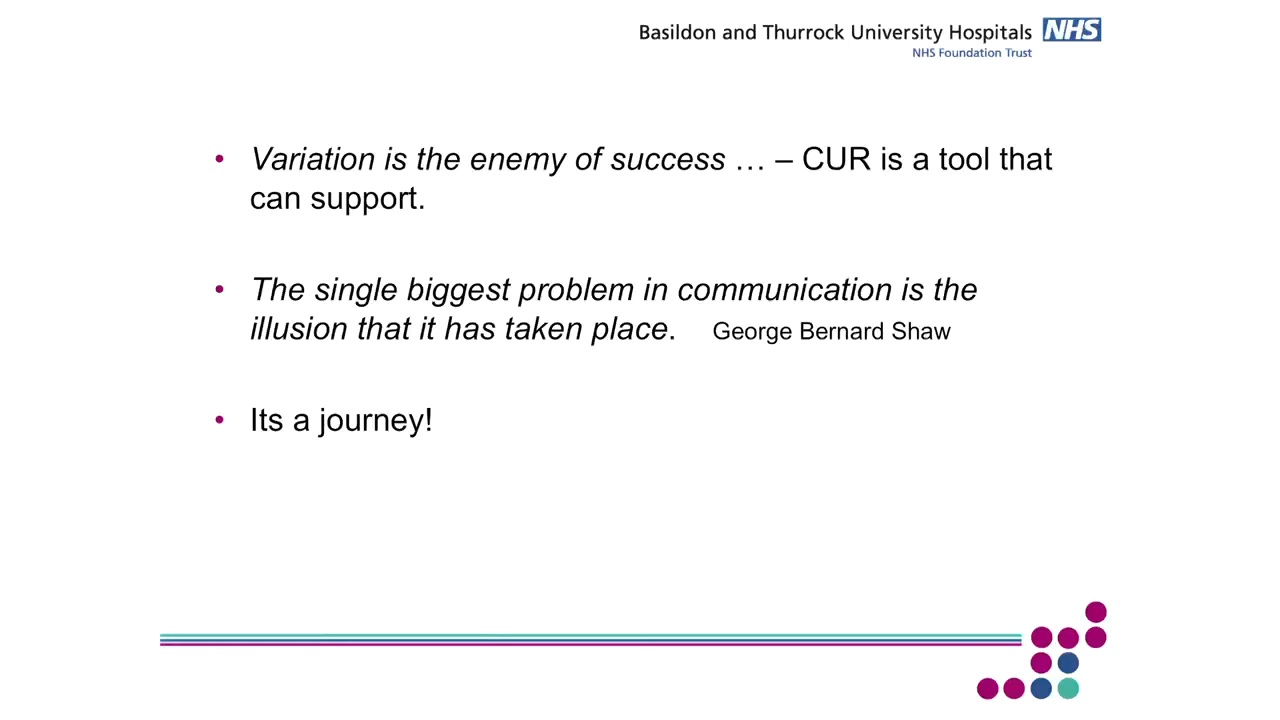 Basildon and Thurrock University Hospitals NHS
NHS Foundation Trust
• Variation is the enemy of success … – CUR is a tool that
can support.
• The single biggest problem in communication is the
illusion that it has taken place. George Bernard Shaw
• Its a journey!